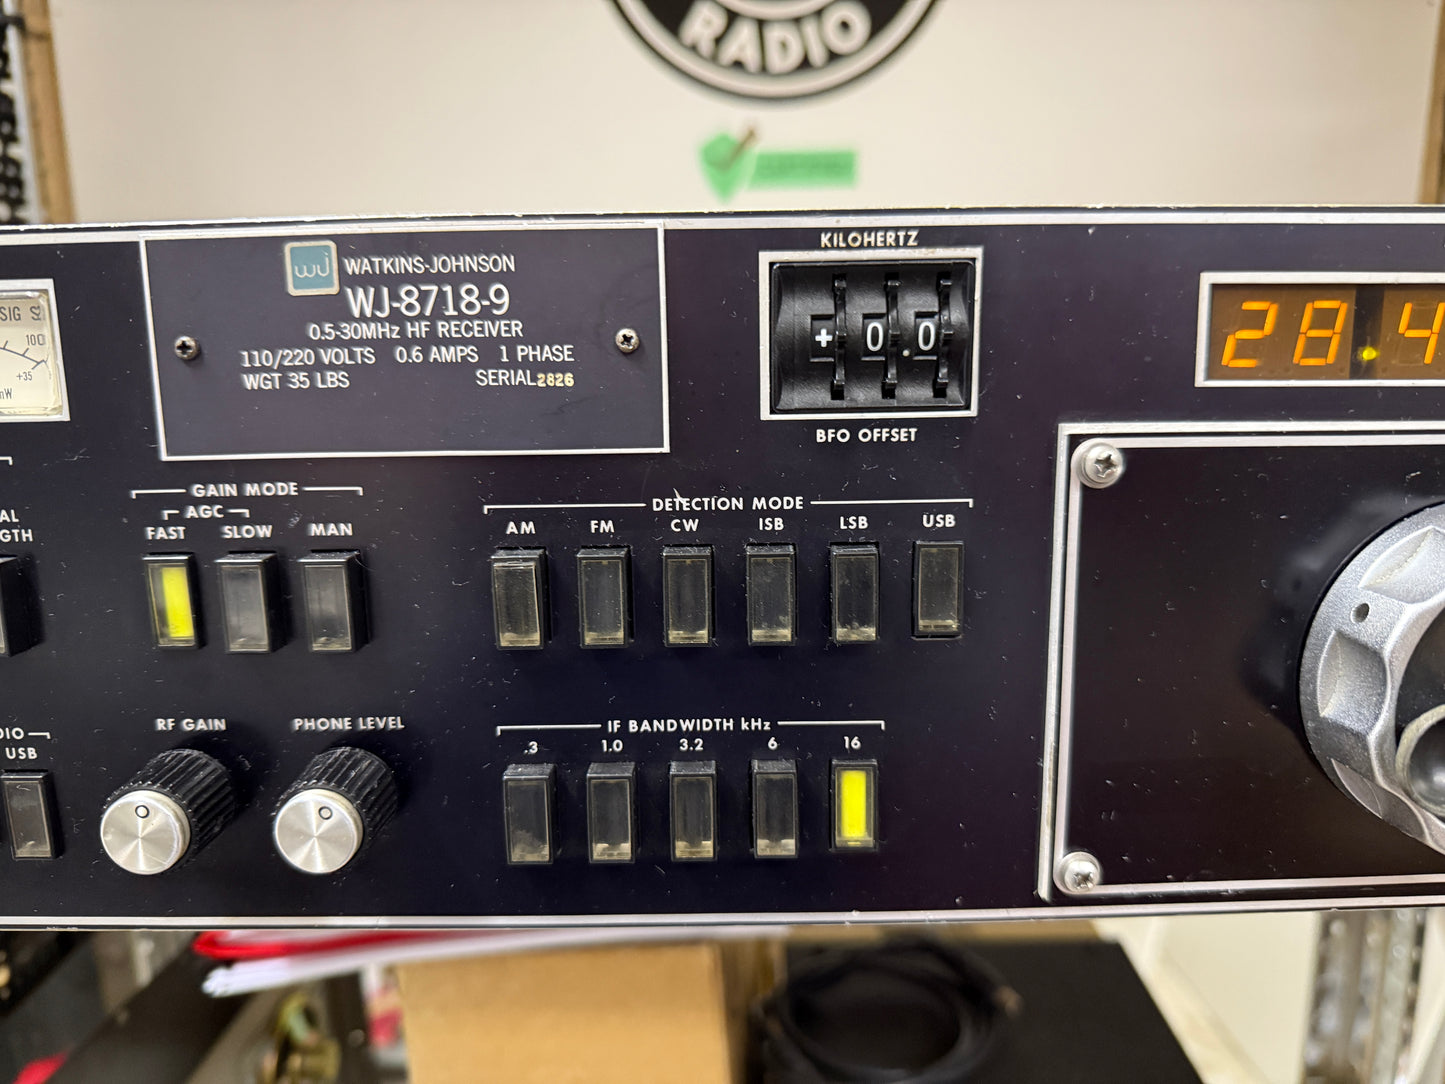 RADIO
SIG
100
+35
mW
WJ WATKINS-JOHNSON
WJ-8718-9
0.5-30MHz HF RECEIVER
110/220 VOLTS 0.6 AMPS 1 PHASE
WGT 35 LBS SERIAL 2826
KILOHERTZ
+ 0 . 0
BFO OFFSET
28.4
GAIN MODE
AGC
FAST SLOW MAN
DETECTION MODE
AM FM CW ISB LSB USB
RF GAIN PHONE LEVEL
USB
IF BANDWIDTH kHz
.3 1.0 3.2 6 16